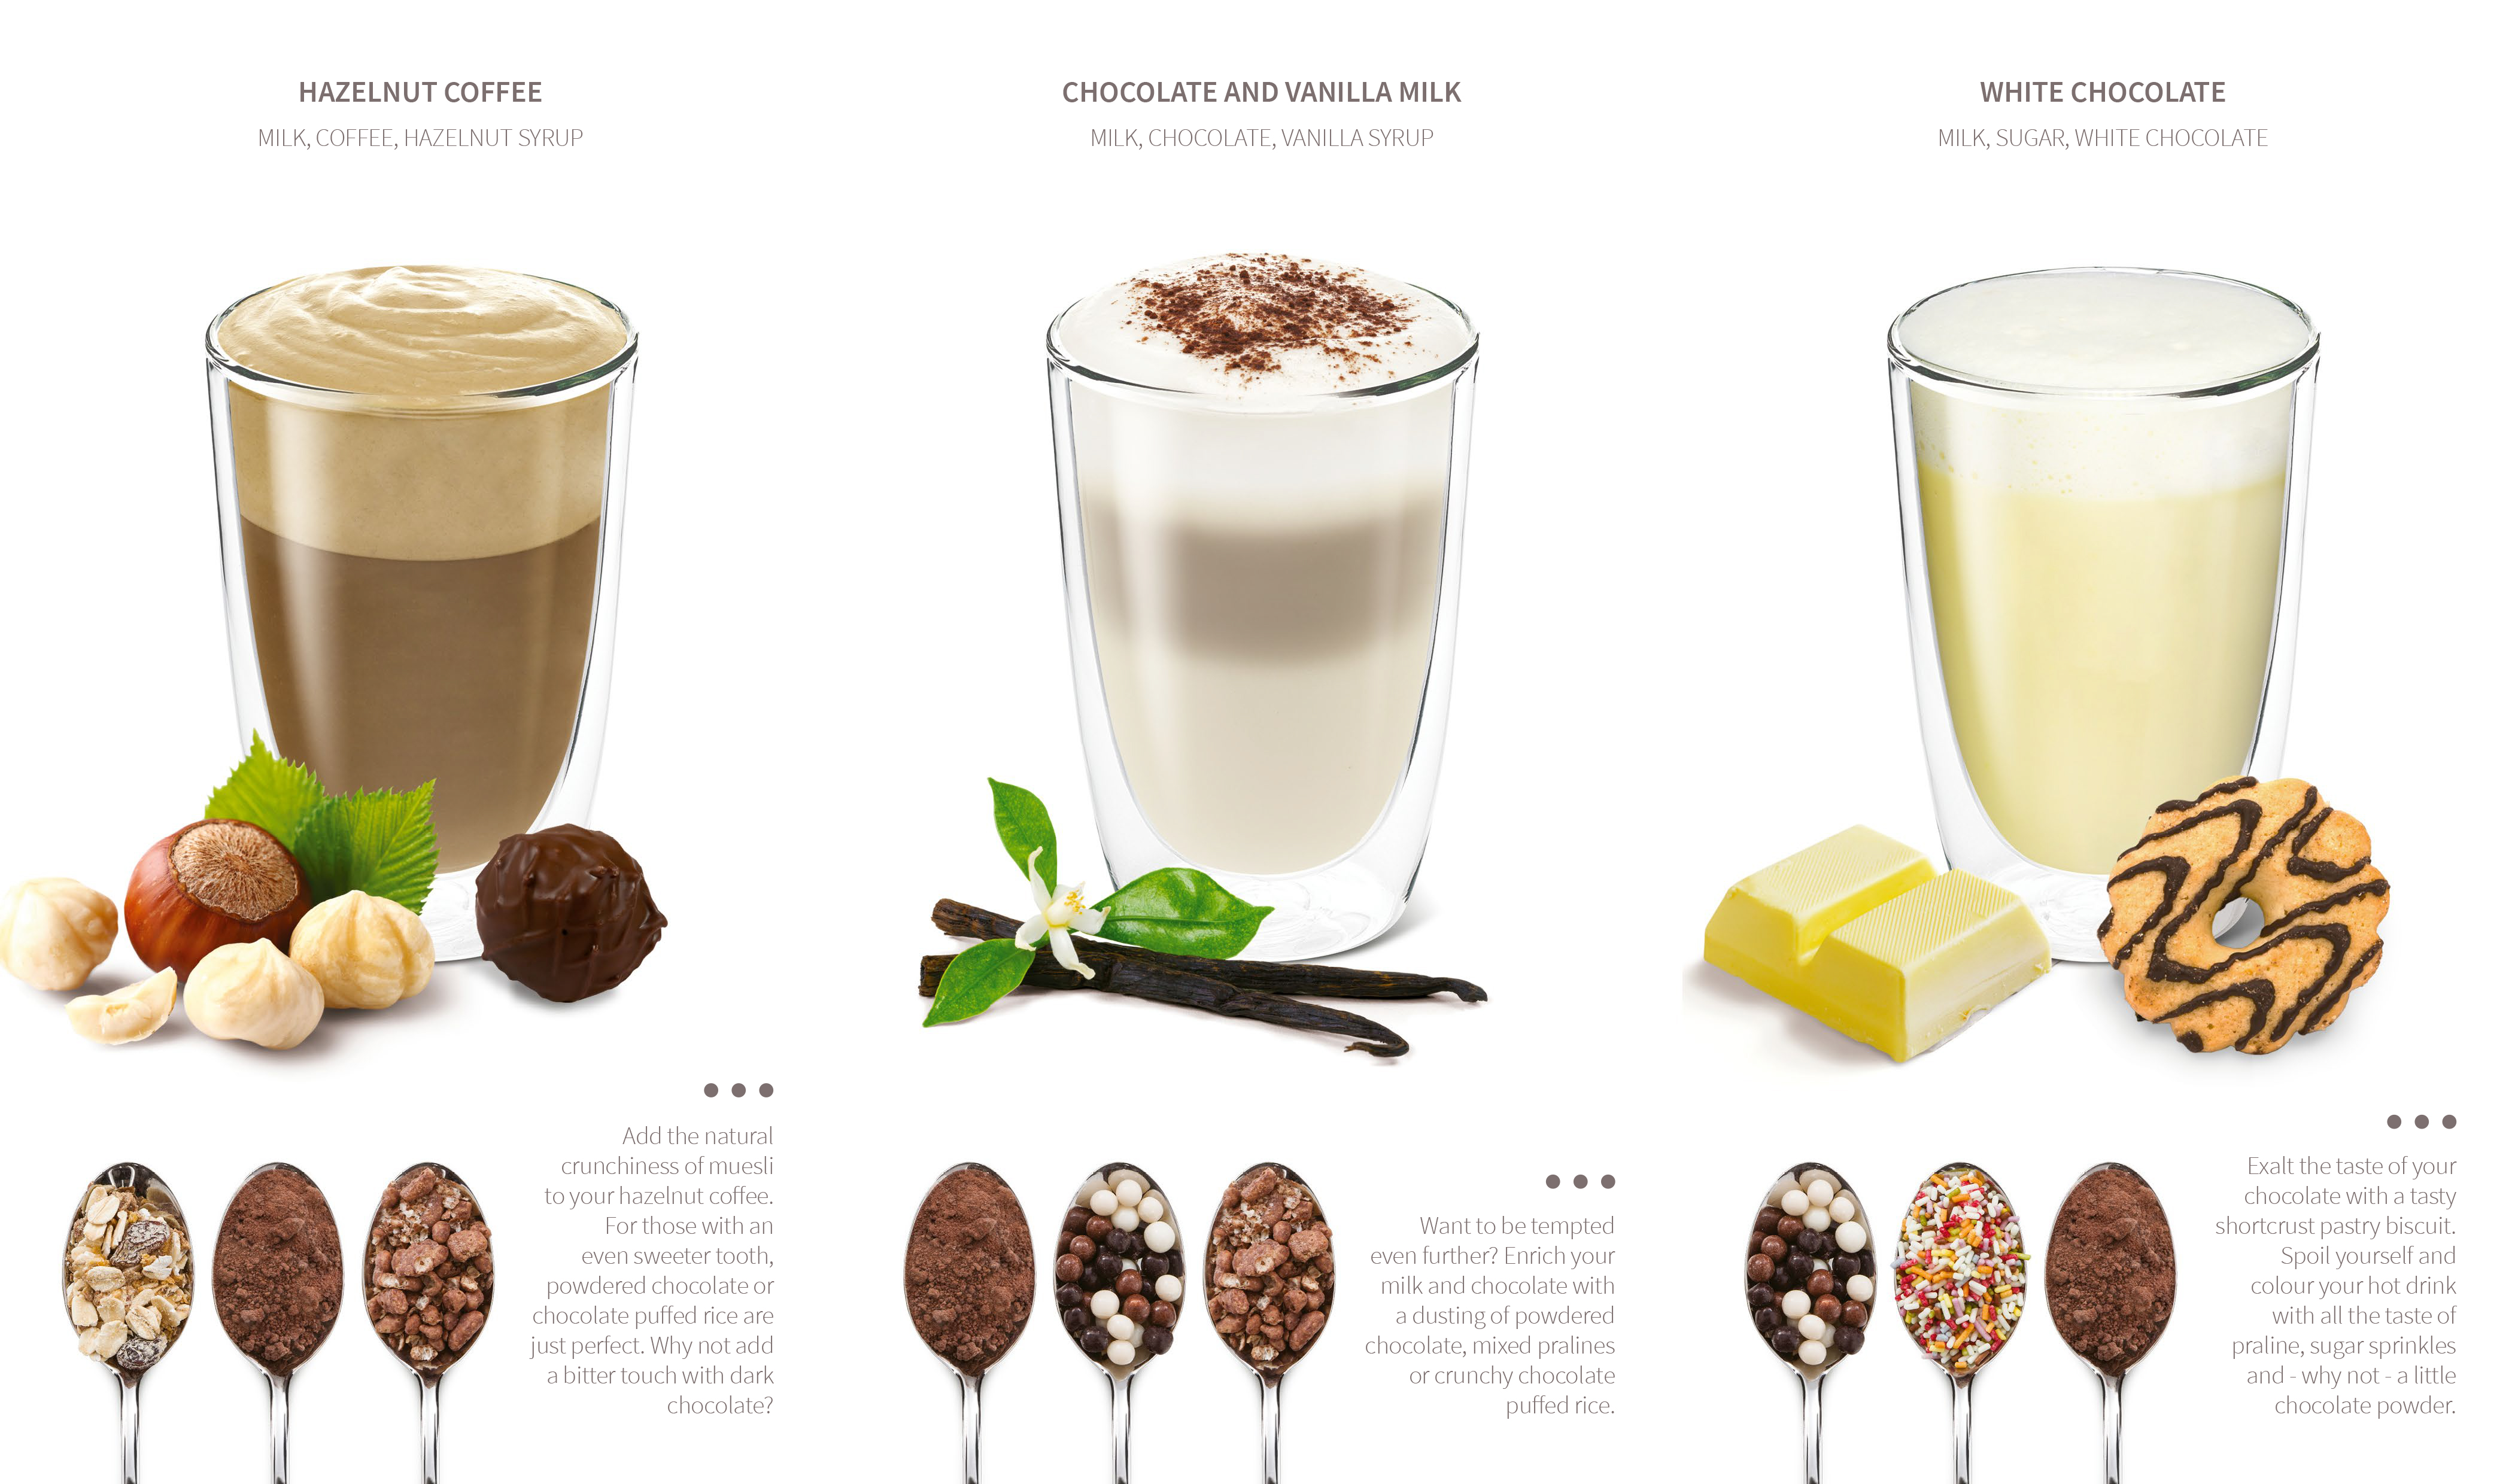 HAZELNUT COFFEE
MILK, COFFEE, HAZELNUT SYRUP
Add the natural
crunchiness of muesli
to your hazelnut coffee.
For those with an
even sweeter tooth,
powdered chocolate or
chocolate puffed rice are
just perfect. Why not add
a bitter touch with dark
chocolate?
CHOCOLATE AND VANILLA MILK
MILK, CHOCOLATE, VANILLA SYRUP
Want to be tempted
even further? Enrich your
milk and chocolate with
a dusting of powdered
chocolate, mixed pralines
or crunchy chocolate
puffed rice.
WHITE CHOCOLATE
MILK, SUGAR, WHITE CHOCOLATE
Exalt the taste of your
chocolate with a tasty
shortcrust pastry biscuit.
Spoil yourself and
colour your hot drink
with all the taste of
praline, sugar sprinkles
and - why not - a little
chocolate powder.